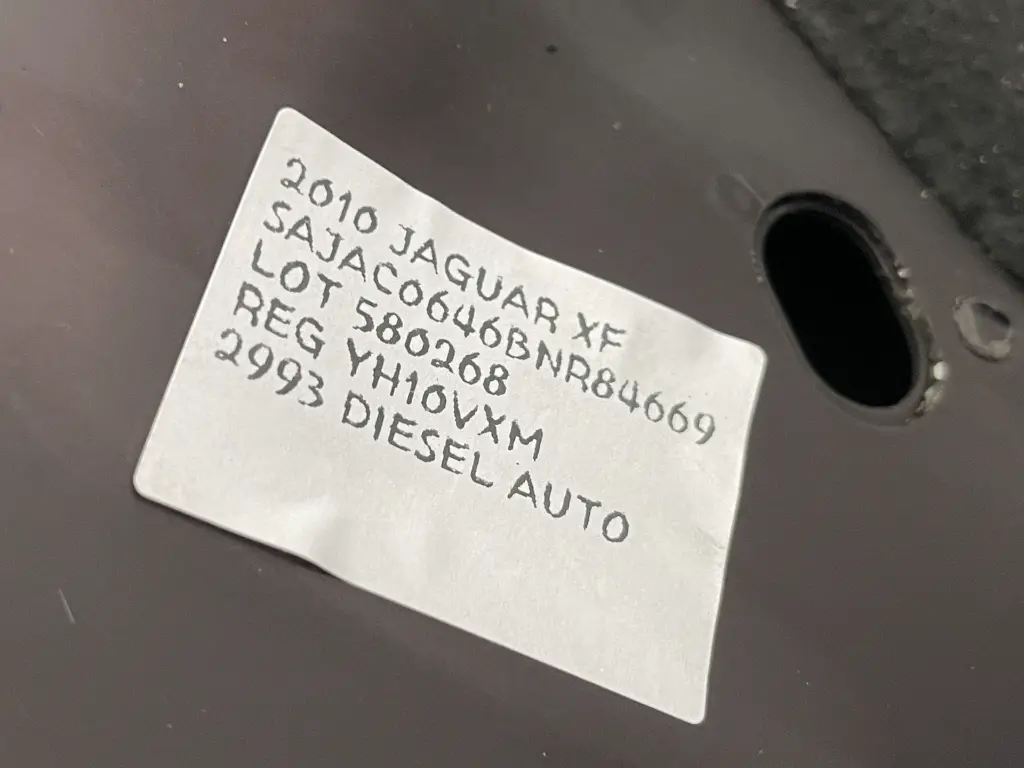 2010 JAGUAR XF
SAJAC0646BNR84669
LOT 580268
REG YH10VXM
2993 DIESEL AUTO